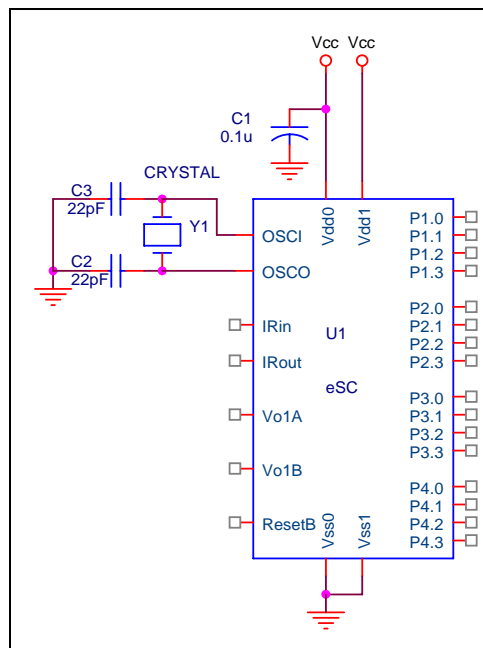 Vcc Vcc
C1
0.1u
CRYSTAL
C3
22pF
Y1
C2
22pF
Vdd0
Vdd1
OSCI
OSCO
IRin
IRout
Vo1A
Vo1B
ResetB
U1
eSC
Vss0
Vss1
P1.0
P1.1
P1.2
P1.3
P2.0
P2.1
P2.2
P2.3
P3.0
P3.1
P3.2
P3.3
P4.0
P4.1
P4.2
P4.3